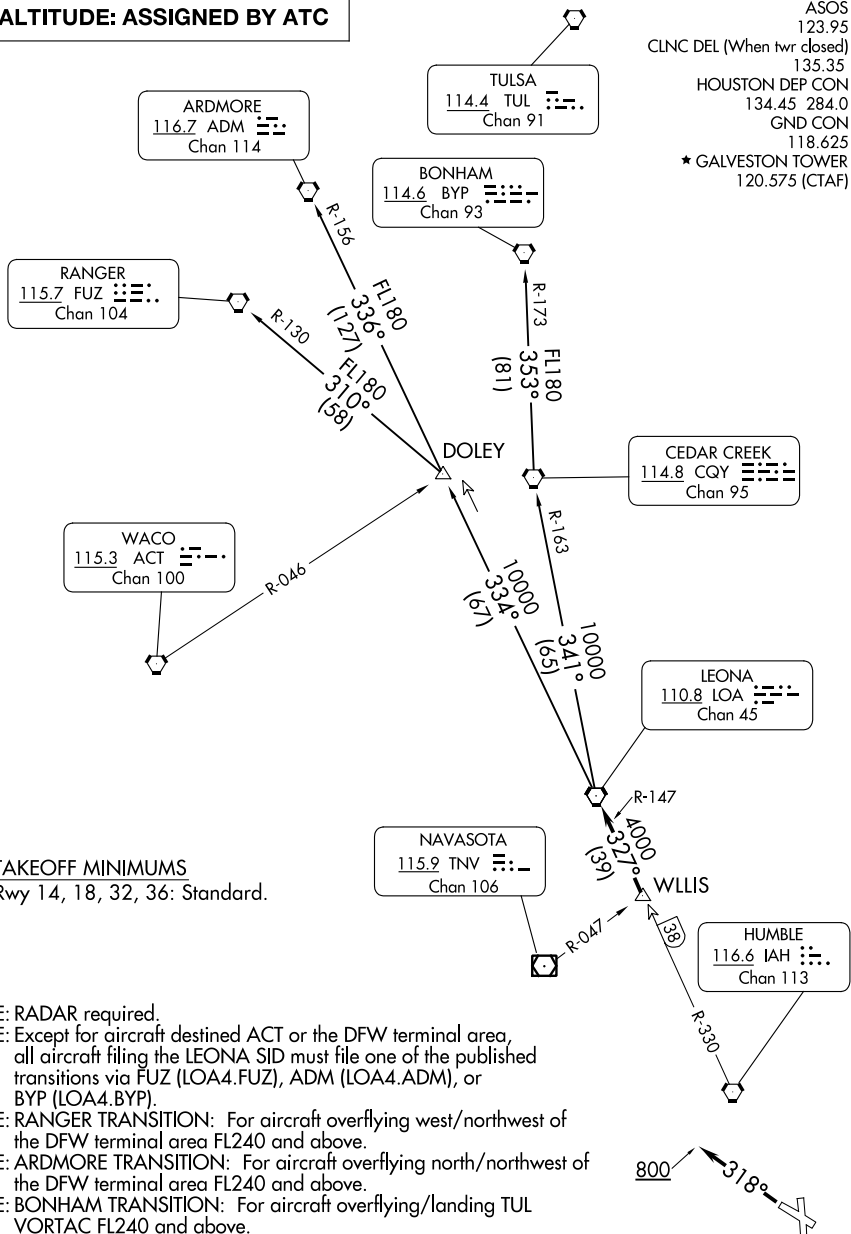 ALTITUDE: ASSIGNED BY ATC
ASOS
123.95
CLNC DEL (When twr closed)
135.35
HOUSTON DEP CON
134.45 284.0
GND CON
118.625
★ GALVESTON TOWER
120.575 (CTAF)
TULSA
114.4 TUL
Chan 91
ARDMORE
116.7 ADM
Chan 114
BONHAM
114.6 BYP
Chan 93
RANGER
115.7 FUZ
Chan 104
R-156
R-130
R-173
FL180
336°
(127)
FL180
310°
(58)
FL180
353°
(81)
DOLEY
CEDAR CREEK
114.8 CQY
Chan 95
WACO
115.3 ACT
Chan 100
R-046
R-163
10000
334°
(67)
10000
341°
(65)
LEONA
110.8 LOA
Chan 45
R-147
4000
327°
(39)
WLLIS
NAVASOTA
115.9 TNV
Chan 106
R-047
38
HUMBLE
116.6 IAH
Chan 113
R-330
TAKEOFF MINIMUMS
Rwy 14, 18, 32, 36: Standard.
E: RADAR required.
E: Except for aircraft destined ACT or the DFW terminal area,
all aircraft filing the LEONA SID must file one of the published
transitions via FUZ (LOA4.FUZ), ADM (LOA4.ADM), or
BYP (LOA4.BYP).
E: RANGER TRANSITION: For aircraft overflying west/northwest of
the DFW terminal area FL240 and above.
E: ARDMORE TRANSITION: For aircraft overflying north/northwest of
the DFW terminal area FL240 and above.
E: BONHAM TRANSITION: For aircraft overflying/landing TUL
VORTAC FL240 and above.
800
318°